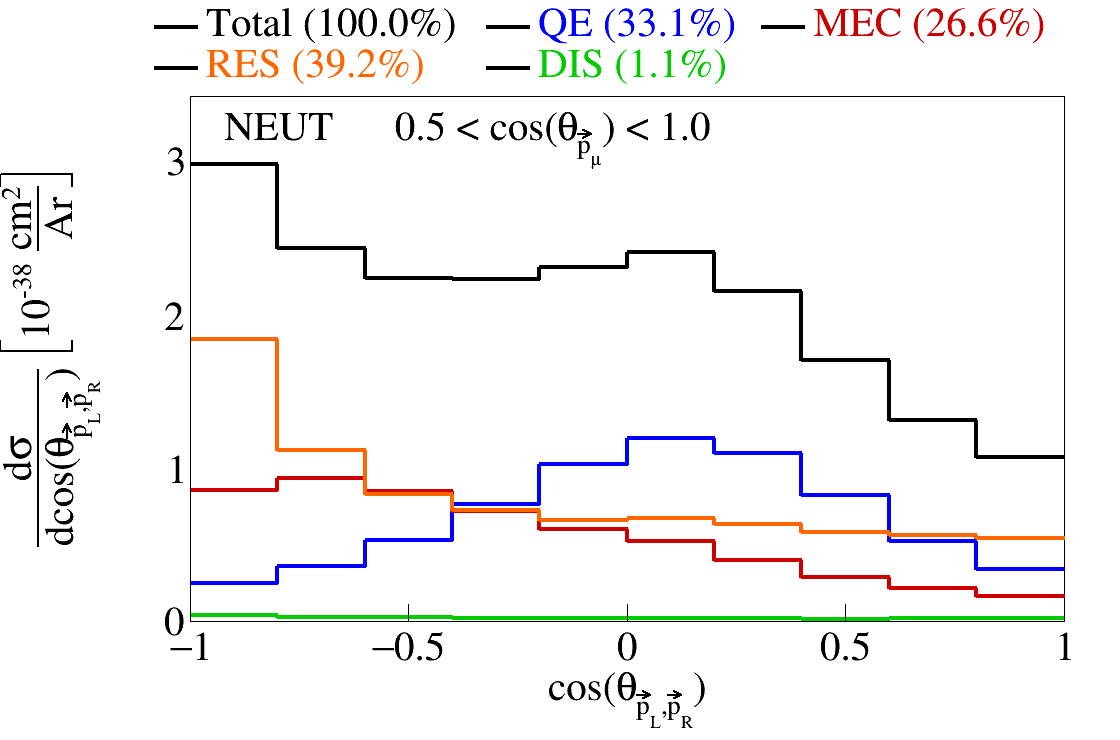 Total (100.0%) QE (33.1%) MEC (26.6%)
RES (39.2%) DIS (1.1%)
NEUT 0.5 < cos(θp⃗μ) < 1.0
dσ/dcos(θp⃗L,p⃗R) [10-38 cm2/Ar]
3
2
1
0
−1 −0.5 0 0.5 1
cos(θp⃗L,p⃗R)